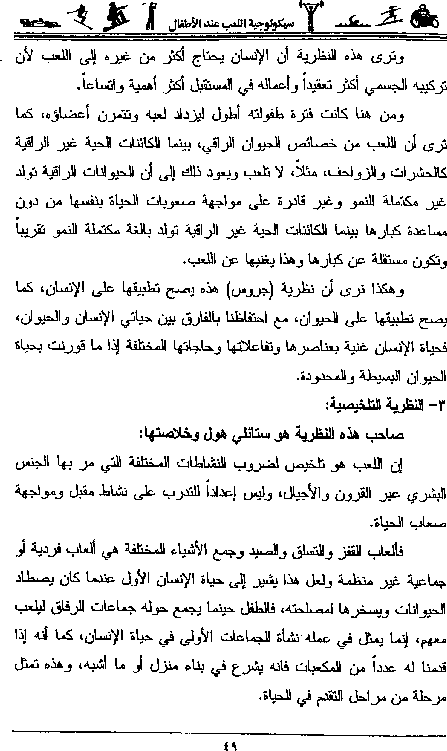 سيكولوجية اللعب عند الأطفال
وترى هذه النظرية أن الإنسان يحتاج أكثر من غيره إلى اللعب لأن
تركيبه الجسمي أكثر تعقيداً وأعماله في المستقبل أكثر أهمية واتساعاً.
ومن هنا كانت فترة طفولته أطول ليزداد لعبه وتتمرن أعضاؤه، كما
نرى أن اللعب من خصائص الحيوان الراقي، بينما الكائنات الحية غير الراقية
كالحشرات والزواحف، مثلاً، لا تلعب ويعود ذلك إلى أن الحيوانات الراقية تولد
غير مكتملة النمو وغير قادرة على مواجهة صعوبات الحياة بنفسها من دون
مساعدة كبارها بينما الكائنات الحية غير الراقية تولد بالغة مكتملة النمو تقريباً
وتكون مستقلة عن كبارها وهذا يغنيها عن اللعب.
وهكذا نرى أن نظرية (جروس) هذه يصح تطبيقها على الإنسان، كما
يصح تطبيقها على الحيوان، مع احتفاظنا بالفارق بين حياتي الإنسان والحيوان،
فحياة الإنسان غنية بعناصرها وتفاعلاتها وحاجاتها المختلفة إذا ما قورنت بحياة
الحيوان البسيطة والمحدودة.
٣- النظرية التلخيصية:
صاحب هذه النظرية هو ستانلي هول وخلاصتها:
إن اللعب هو تلخيص لضروب للنشاطات المختلفة التي مر بها الجنس
البشري عبر القرون والأجيال، وليس إعداداً للتدرب على نشاط مقبل ومواجهة
صعاب الحياة.
فألعاب القفز والتسلق والصيد وجمع الأشياء المختلفة هي ألعاب فردية أو
جماعية غير منظمة ولعل هذا يشير إلى حياة الإنسان الأول عندما كان يصطاد
الحيوانات ويسخرها لمصلحته، فالطفل حينما يجمع حوله جماعات الرفاق ليلعب
معهم، إنما يمثل في عمله نشأة للجماعات الأولى في حياة الإنسان، كما أنه إذا
قدمنا له عدداً من المكعبات فانه يشرع في بناء منزل أو ما أشبه، وهذه تمثل
مرحلة من مراحل التقدم في الحياة.
٤٩